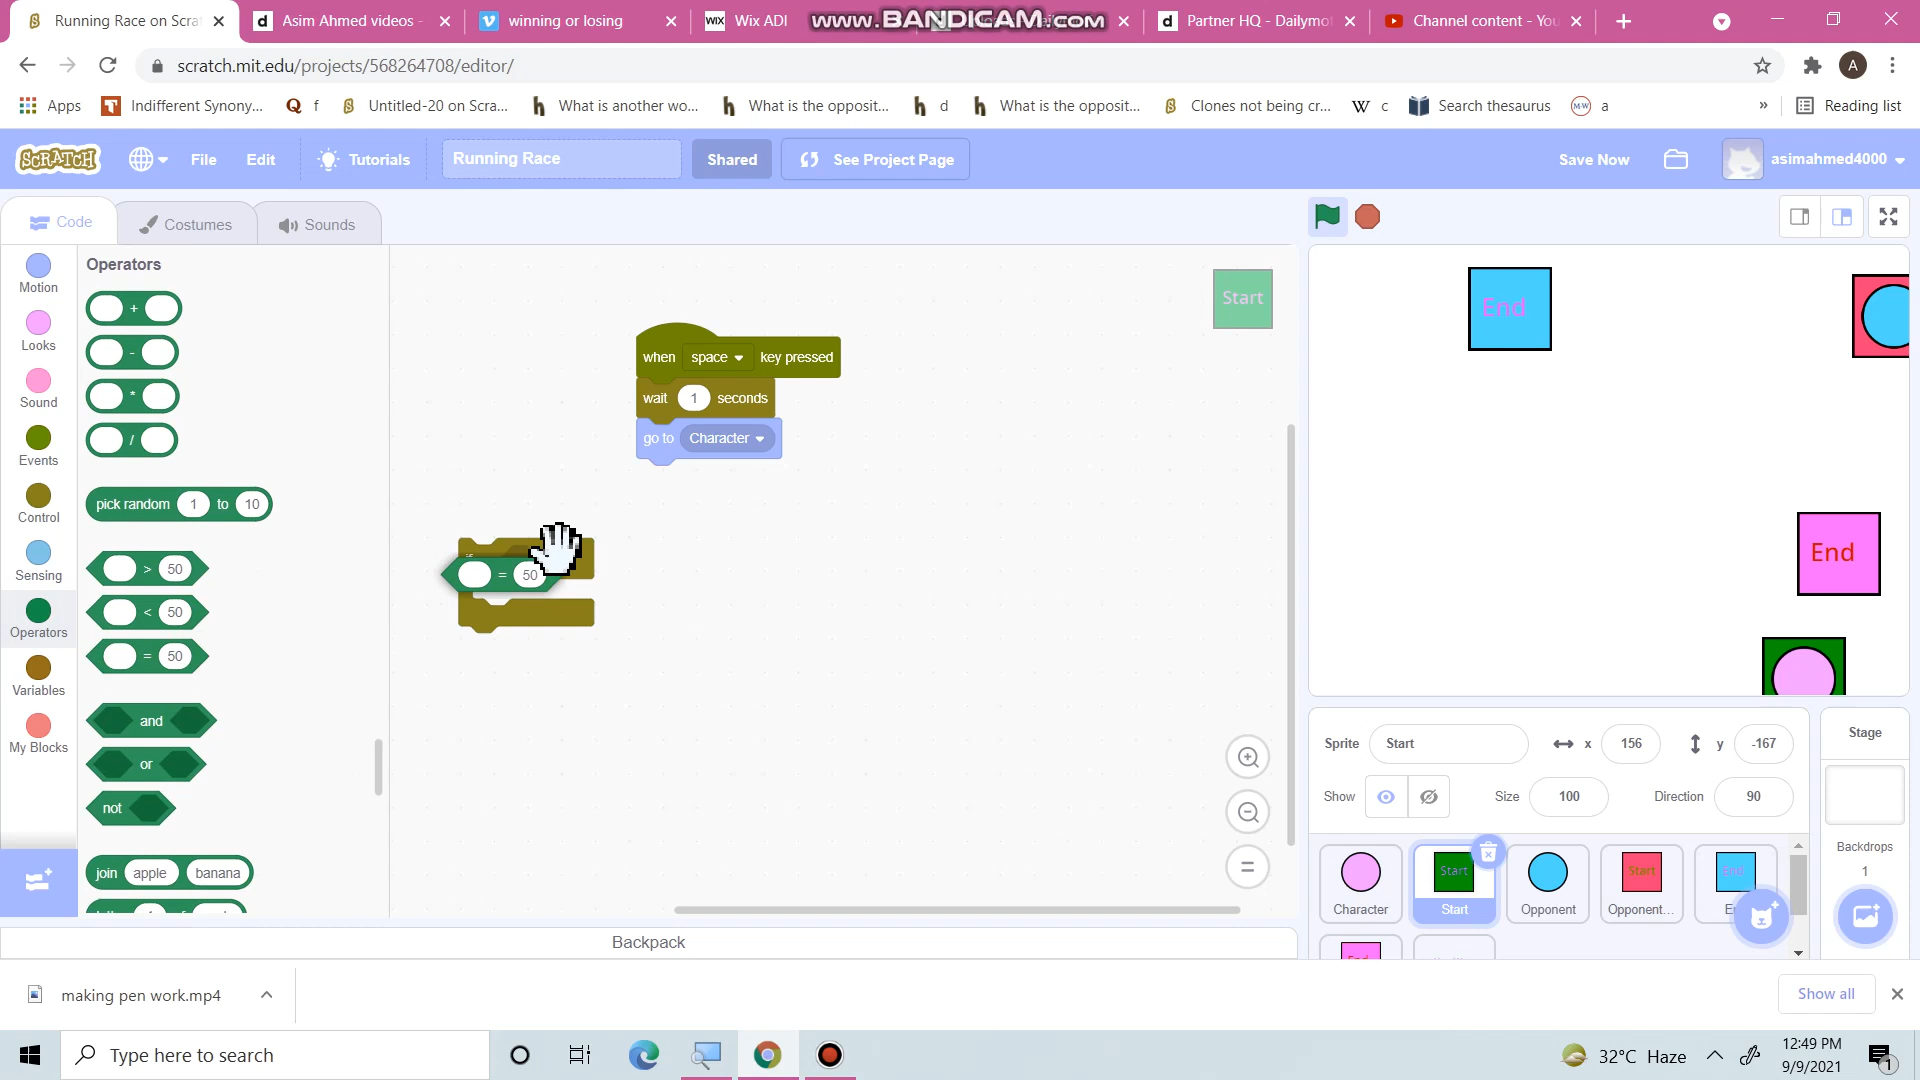 Running Race on Scrat
Asim Ahmed videos -
winning or losing
WIX Wix ADI
www.BANDICAM.com
Partner HQ - Dailymot
Channel content - You
scratch.mit.edu/projects/568264708/editor/
A
Apps
Indifferent Synony...
Q f
Untitled-20 on Scra...
What is another wo...
What is the opposit...
d
What is the opposit...
Clones not being cr...
W c
Search thesaurus
M-W a
»
Reading list
SCRATCH
File
Edit
Tutorials
Running Race
Shared
See Project Page
Save Now
asimahmed4000
Code
Costumes
Sounds
Motion
Looks
Sound
Events
Control
Sensing
Operators
Variables
My Blocks
Operators
+
-
*
/
pick random 1 to 10
> 50
< 50
= 50
and
or
not
join apple banana
when space key pressed
wait 1 seconds
go to Character
= 50
Start
End
End
Sprite Start x 156 y -167
Show Size 100 Direction 90
Character
Start
Start
Opponent
Start
Opponent...
Stage
Backdrops
1
Backpack
making pen work.mp4
Show all
Type here to search
32°C Haze
12:49 PM
9/9/2021
1